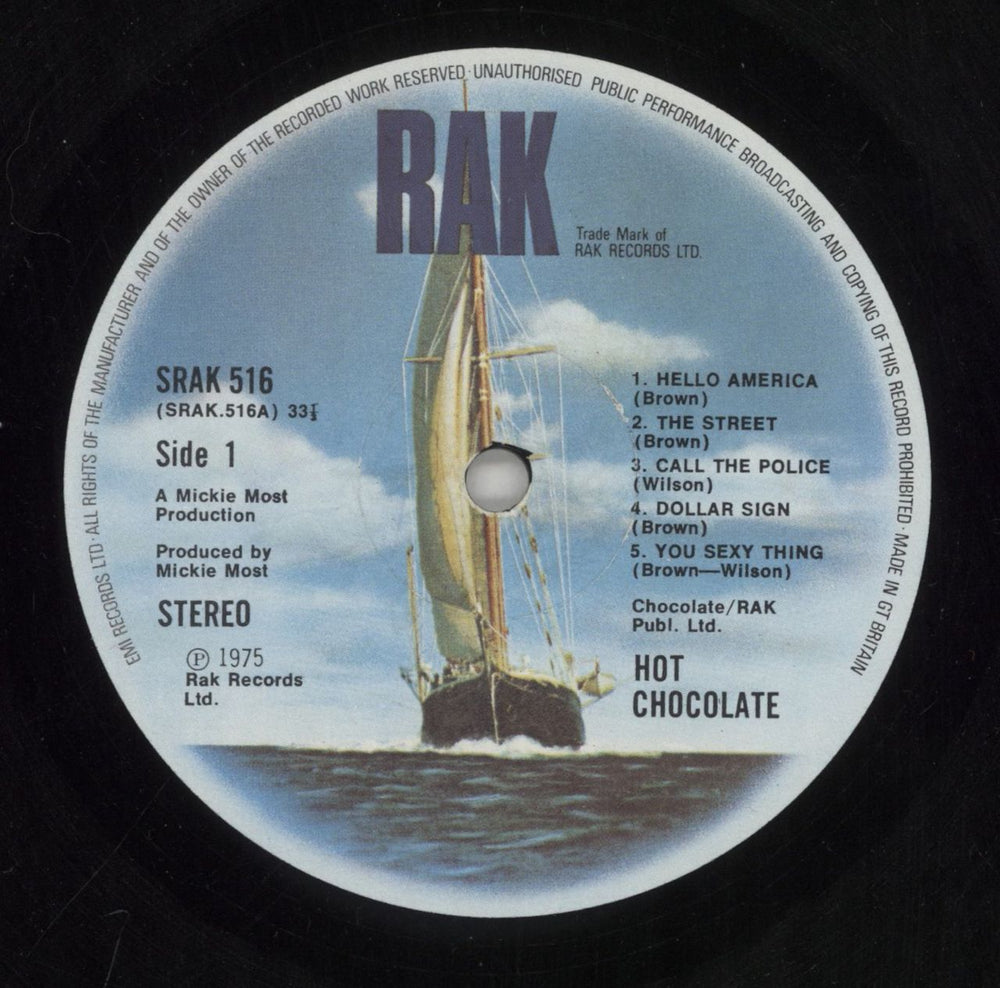 EMI RECORDS LTD · ALL RIGHTS OF THE MANUFACTURER AND OF THE OWNER OF THE RECORDED WORK RESERVED · UNAUTHORISED PUBLIC PERFORMANCE BROADCASTING AND COPYING OF THIS RECORD PROHIBITED · MADE IN GT BRITAIN
RAK
Trade Mark of
RAK RECORDS LTD.
SRAK 516
(SRAK.516A) 33⅓
Side 1
A Mickie Most
Production
Produced by
Mickie Most
STEREO
Ⓟ 1975
Rak Records
Ltd.
1. HELLO AMERICA
(Brown)
2. THE STREET
(Brown)
3. CALL THE POLICE
(Wilson)
4. DOLLAR SIGN
(Brown)
5. YOU SEXY THING
(Brown—Wilson)
Chocolate/RAK
Publ. Ltd.
HOT
CHOCOLATE